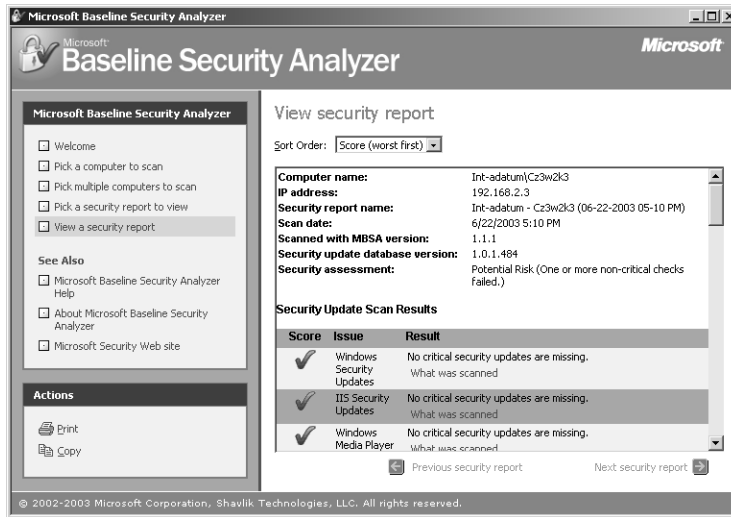 Microsoft Baseline Security Analyzer
Microsoft
Baseline Security Analyzer
Microsoft
Microsoft Baseline Security Analyzer
Welcome
Pick a computer to scan
Pick multiple computers to scan
Pick a security report to view
View a security report
See Also
Microsoft Baseline Security Analyzer
Help
About Microsoft Baseline Security
Analyzer
Microsoft Security Web site
Actions
Print
Copy
View security report
Sort Order: Score (worst first)
Computer name: Int-adatum\Cz3w2k3
IP address: 192.168.2.3
Security report name: Int-adatum - Cz3w2k3 (06-22-2003 05-10 PM)
Scan date: 6/22/2003 5:10 PM
Scanned with MBSA version: 1.1.1
Security update database version: 1.0.1.484
Security assessment: Potential Risk (One or more non-critical checks
failed.)
Security Update Scan Results
Score Issue Result
Windows
Security
Updates
No critical security updates are missing.
What was scanned
IIS Security
Updates
No critical security updates are missing.
What was scanned
Windows
Media Player
No critical security updates are missing.
What was scanned
Previous security report
Next security report
© 2002-2003 Microsoft Corporation, Shavlik Technologies, LLC. All rights reserved.